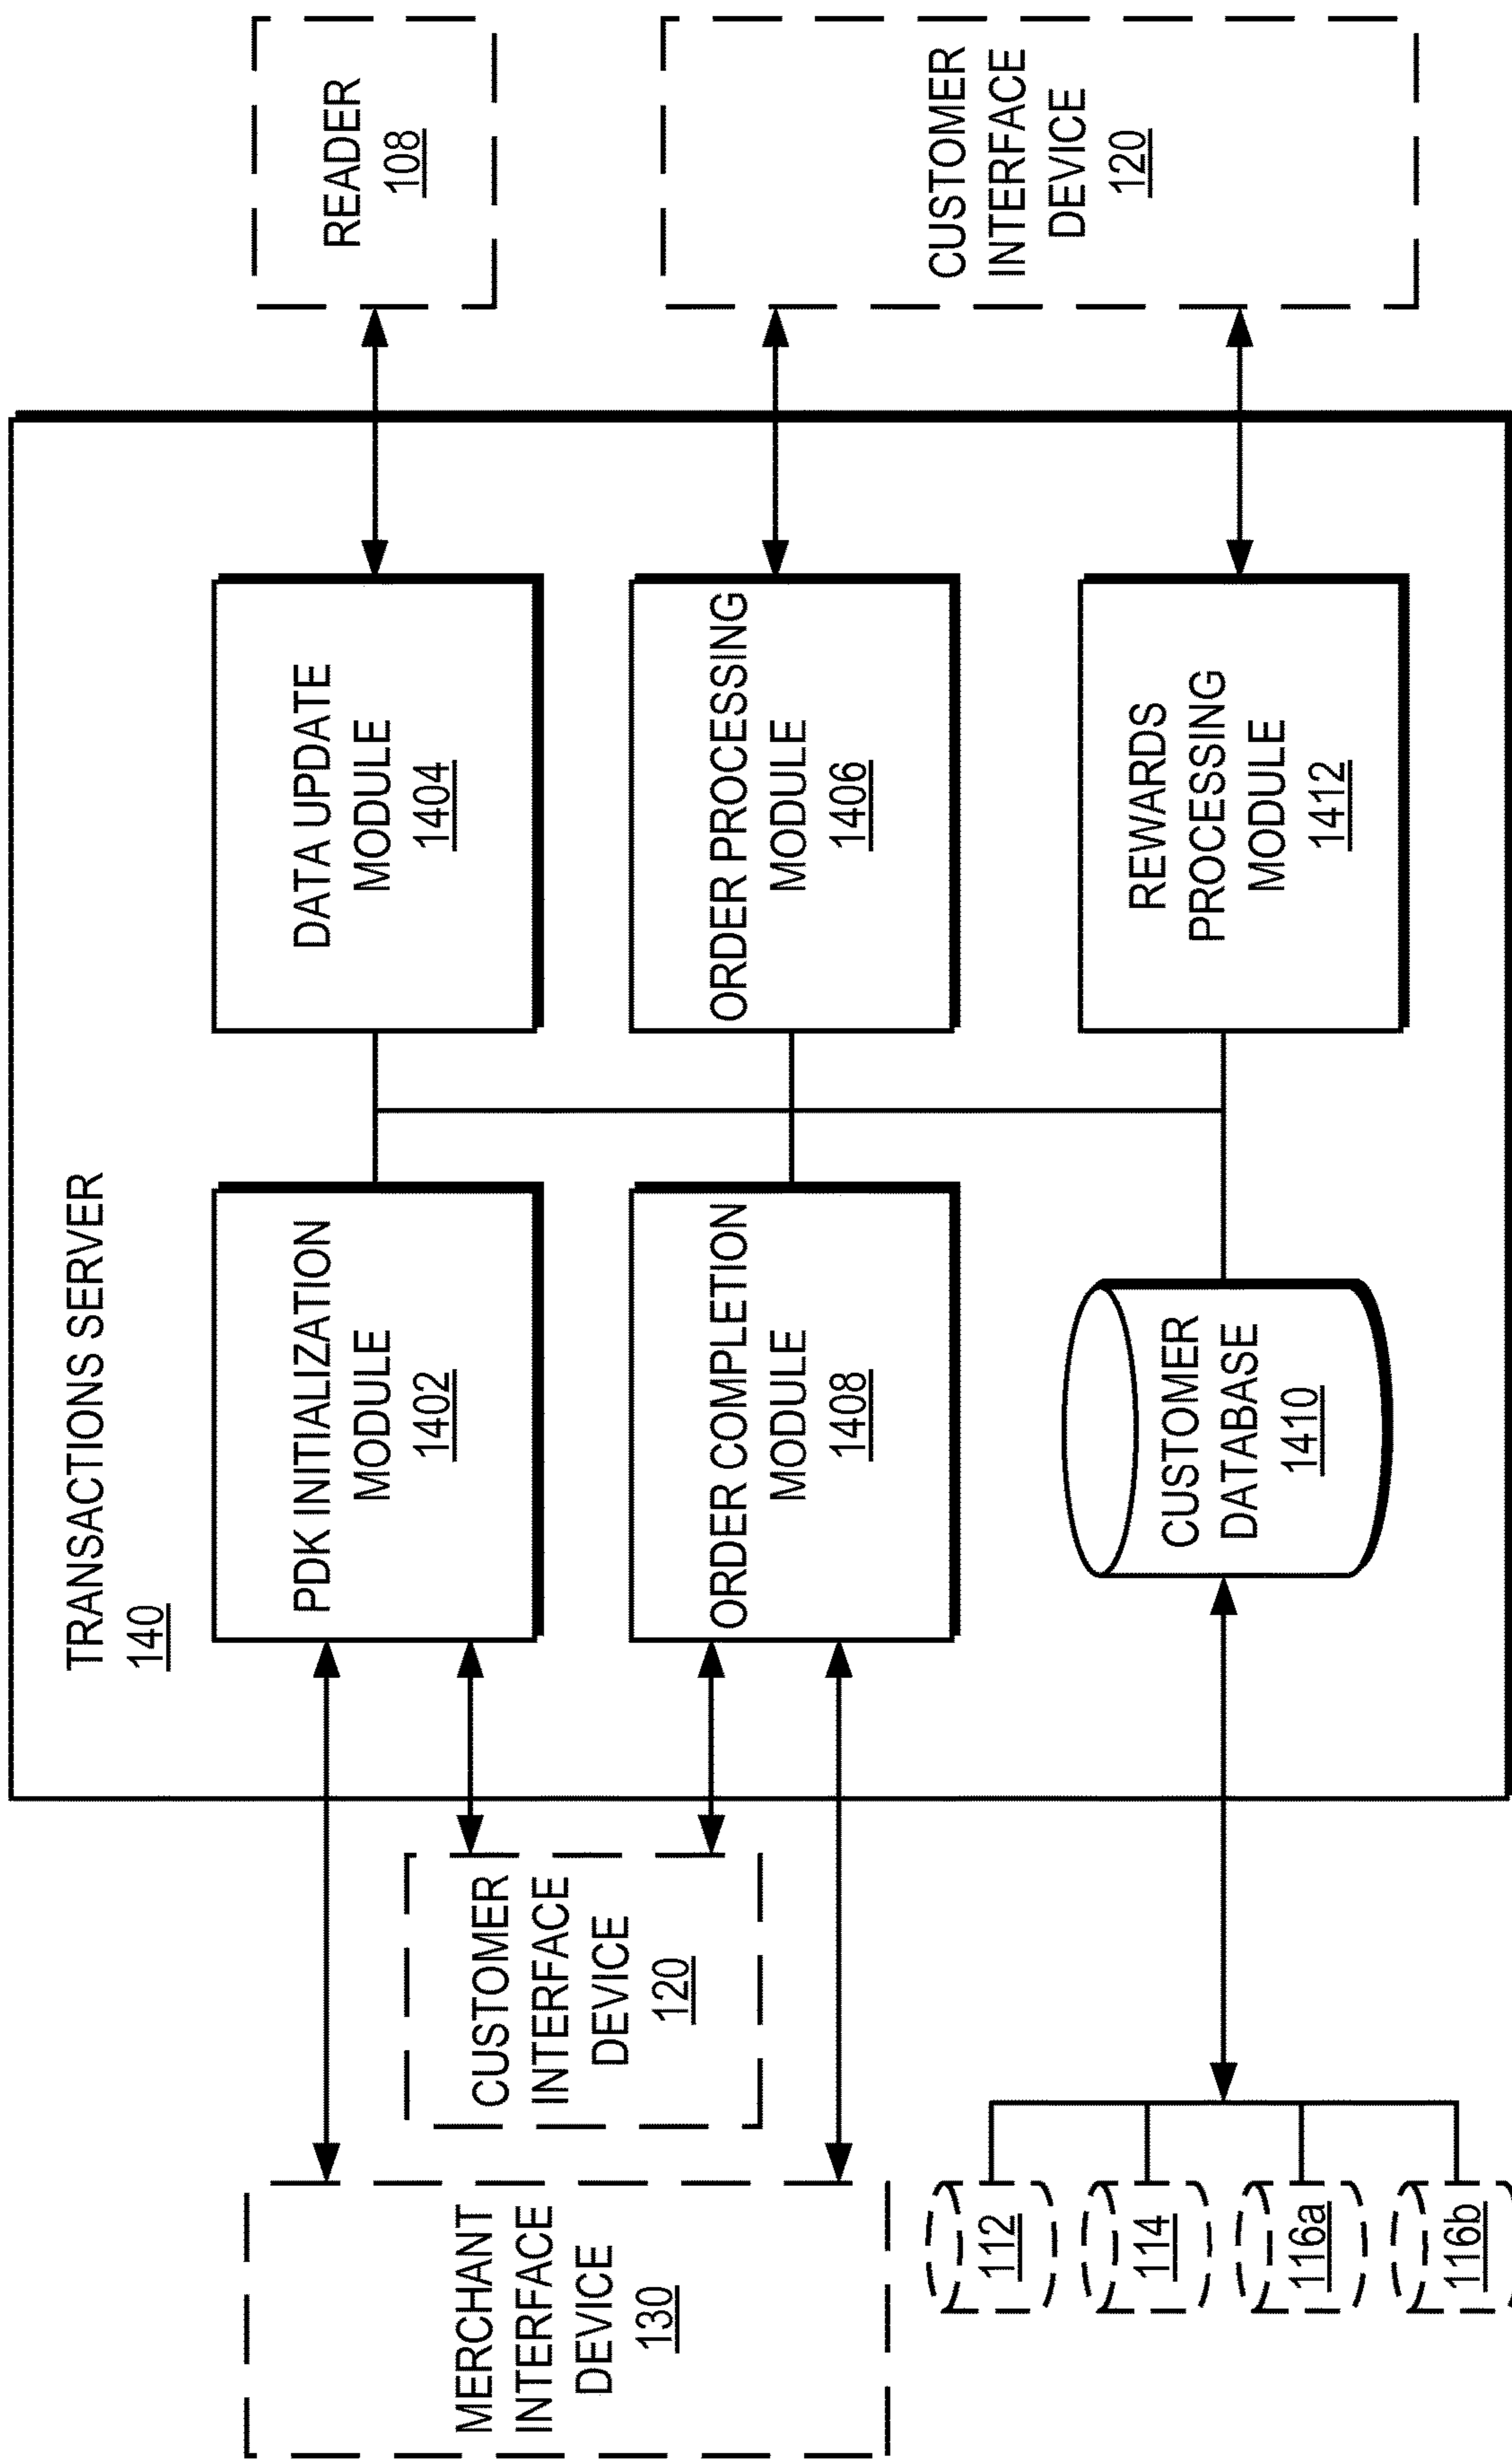 TRANSACTIONS SERVER
140
MERCHANT
INTERFACE
DEVICE
130
CUSTOMER
INTERFACE
DEVICE
120
PDK INITIALIZATION
MODULE
1402
DATA UPDATE
MODULE
1404
READER
108
ORDER COMPLETION
MODULE
1408
ORDER PROCESSING
MODULE
1406
CUSTOMER
INTERFACE
DEVICE
120
112
114
116a
116b
CUSTOMER
DATABASE
1410
REWARDS
PROCESSING
MODULE
1412